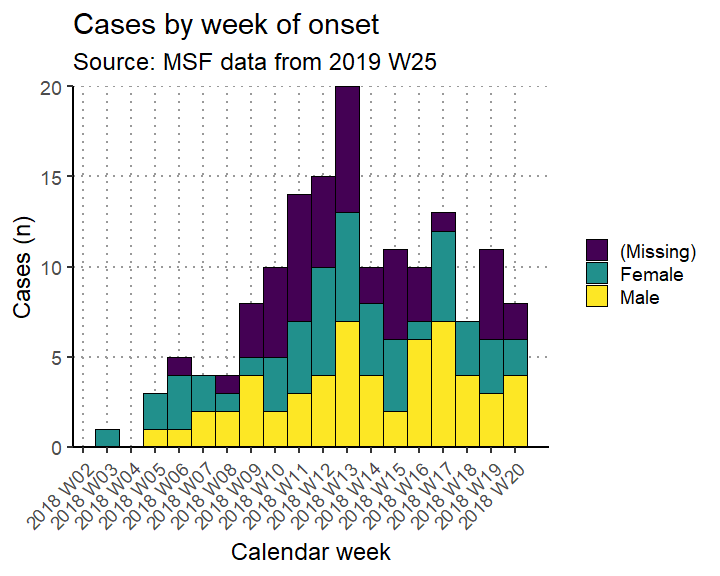 Cases by week of onset
Source: MSF data from 2019 W25
Cases (n)
20
15
10
5
0
(Missing)
Female
Male
2018 W02
2018 W03
2018 W04
2018 W05
2018 W06
2018 W07
2018 W08
2018 W09
2018 W10
2018 W11
2018 W12
2018 W13
2018 W14
2018 W15
2018 W16
2018 W17
2018 W18
2018 W19
2018 W20
Calendar week